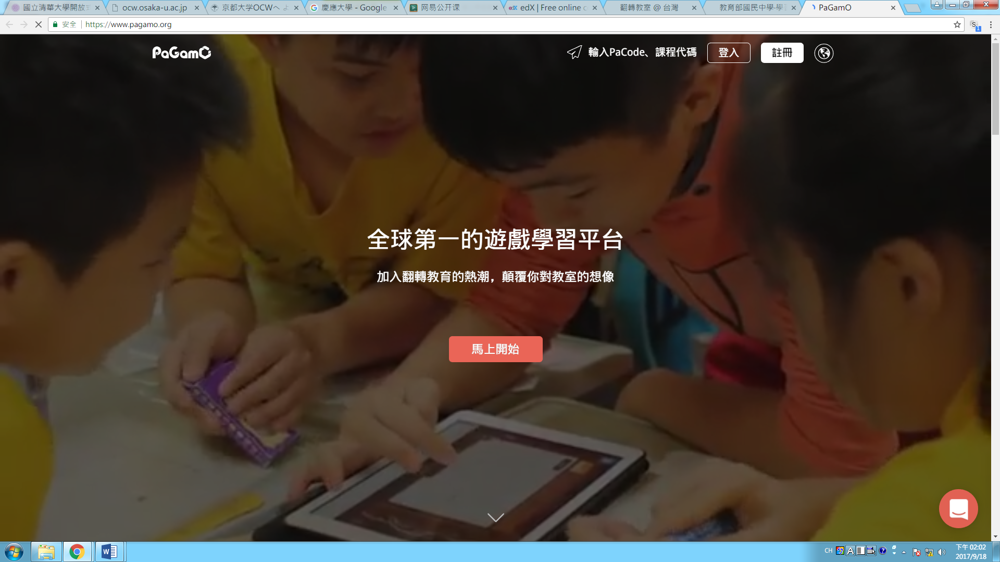 國立清華大學開放式
ocw.osaka-u.ac.jp
京都大学OCWへ よ
慶應大學 - Google
网易公开课
edX | Free online c
翻轉教室 @ 台灣
教育部國民中學·學習
PaGamO
安全 https://www.pagamo.org
PaGamO
輸入PaCode、課程代碼
登入
註冊
全球第一的遊戲學習平台
加入翻轉教育的熱潮，顛覆你對教室的想像
馬上開始
CH
下午 02:02
2017/9/18